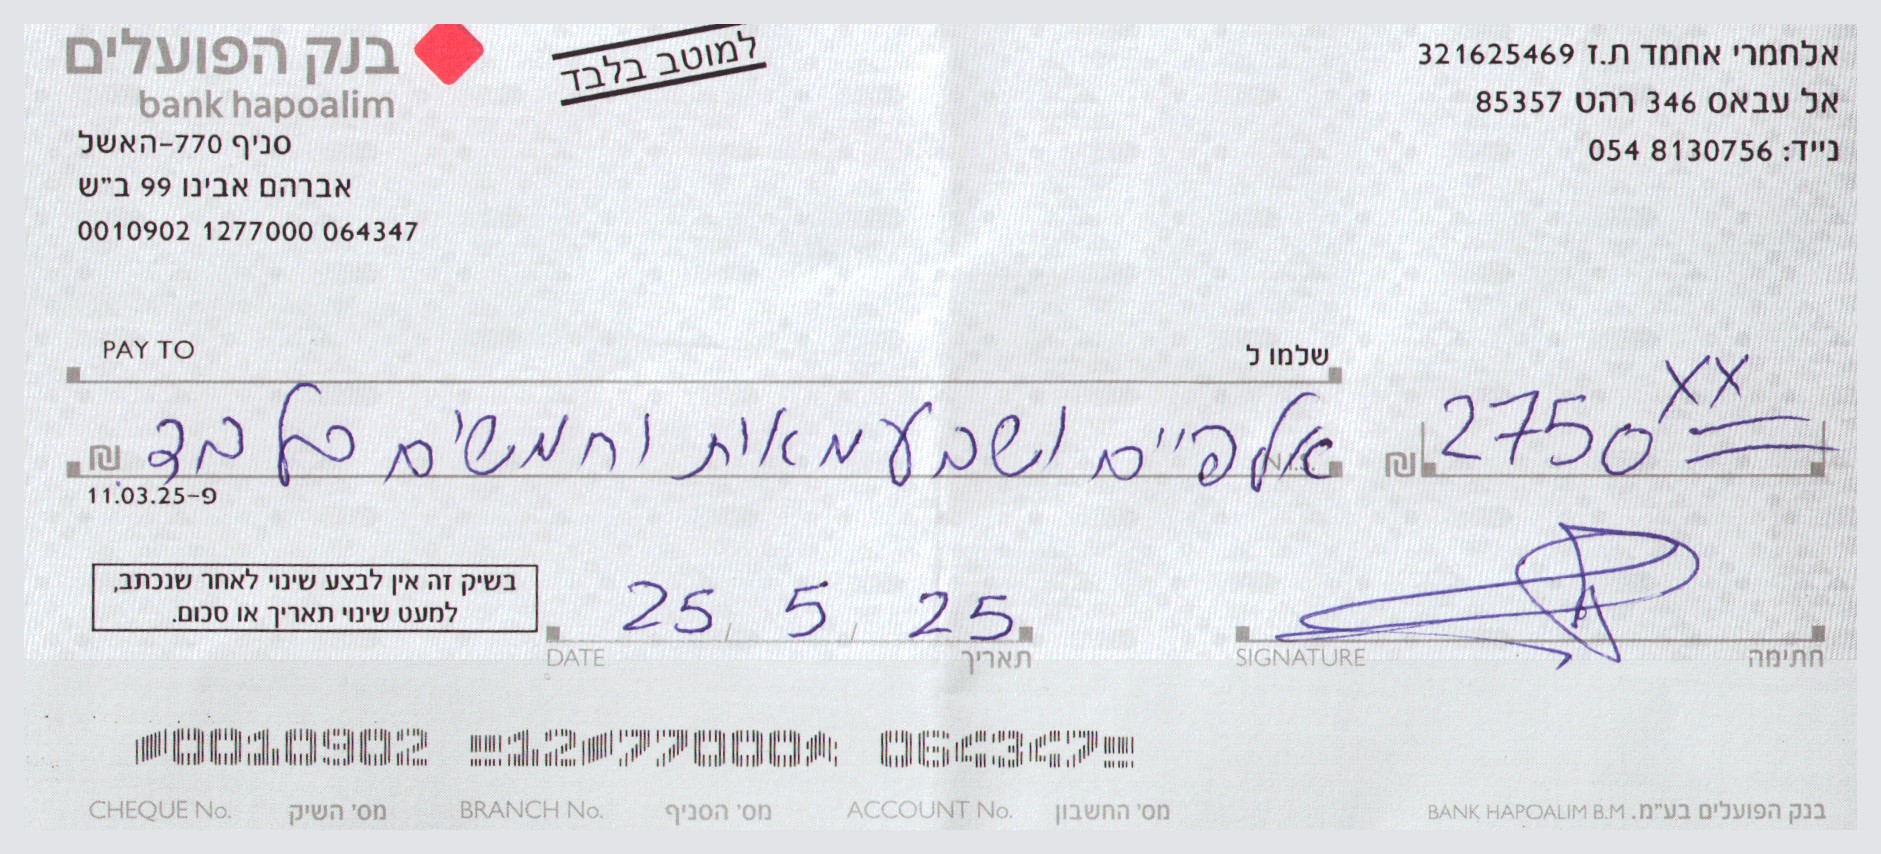 בנק הפועלים
bank hapoalim
סניף 770-האשל
אברהם אבינו 99 ב"ש
0010902 1277000 064347
למוטב בלבד
אלחמרי אחמד ת.ז 321625469
אל עבאס 346 רהט 85357
נייד: 054 8130756
PAY TO שלמו ל
אלפיים ושבע מאות וחמשים בלבד ₪ N.I.S.
₪ 2750 XX
פ-11.03.25
בשיק זה אין לבצע שינוי לאחר שנכתב,
למעט שינוי תאריך או סכום.
25 / 5 / 25
DATE תאריך
SIGNATURE חתימה
0010902 12 77000 064347
CHEQUE No. מס' השיק BRANCH No. מס' הסניף ACCOUNT No. מס' החשבון
BANK HAPOALIM B.M. בנק הפועלים בע"מ